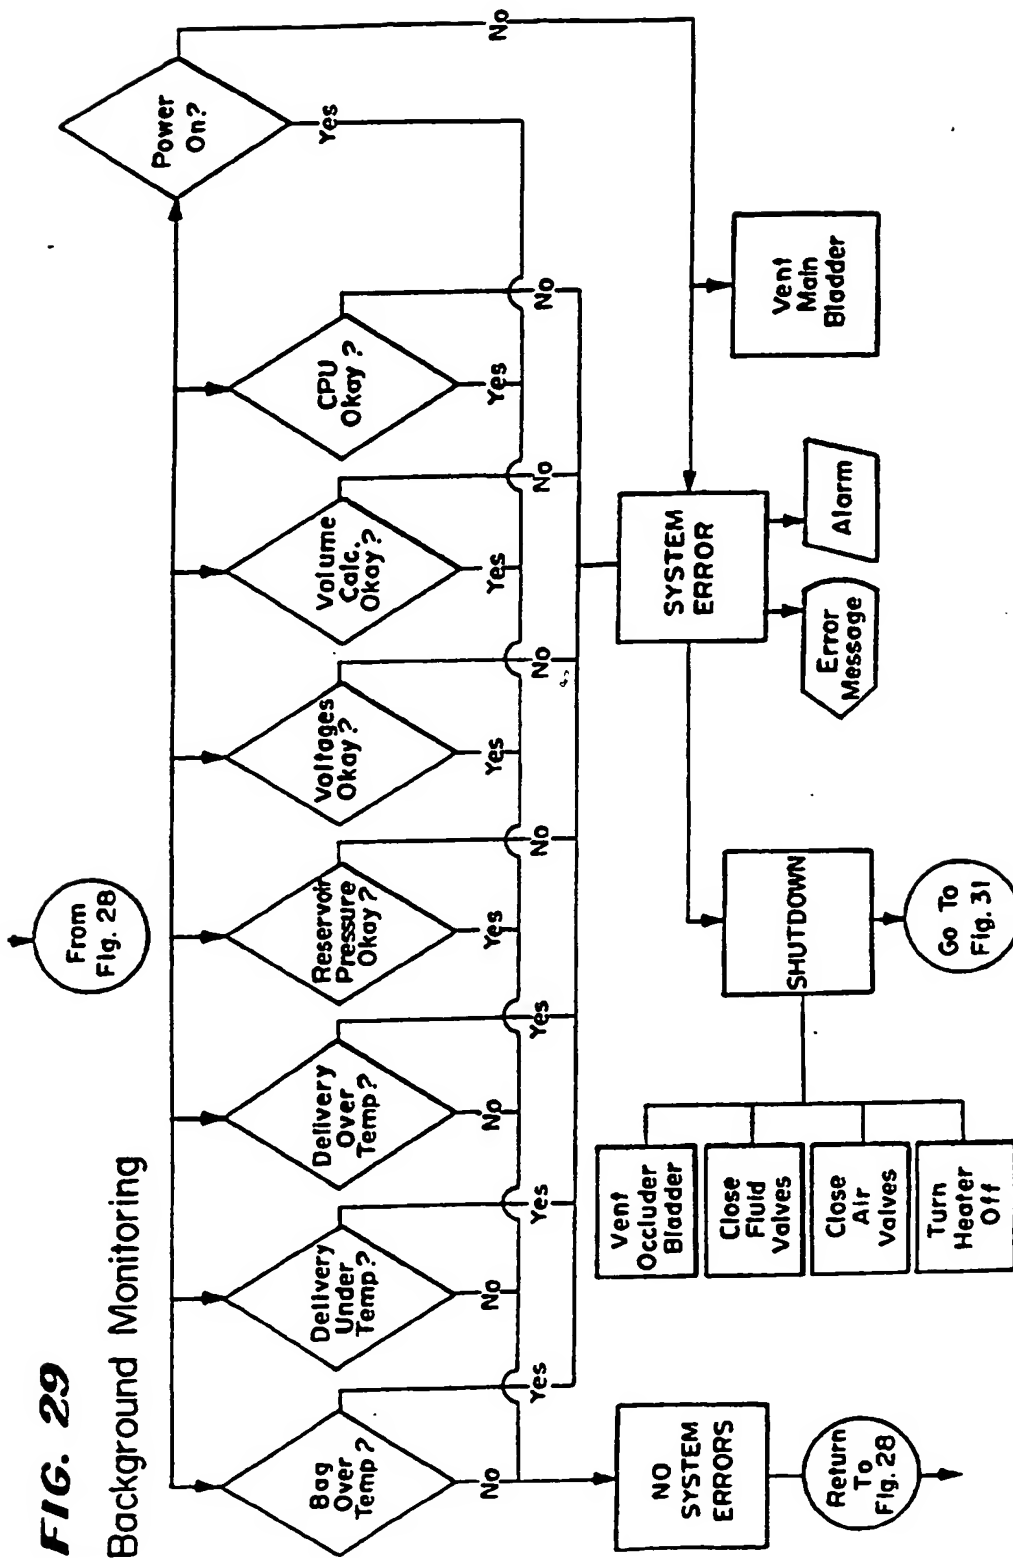 FIG. 29
Background Monitoring
From
Fig. 28
Bag
Over
Temp?
Delivery
Under
Temp?
Delivery
Over
Temp?
Reservoir
Pressure
Okay?
Voltages
Okay?
Volume
Calc.
Okay?
CPU
Okay?
Power
On?
No
Yes
No
Yes
No
Yes
Yes
No
Yes
No
Yes
No
Yes
No
Yes
No
NO
SYSTEM
ERRORS
Return
To
Fig. 28
SHUTDOWN
Go To
Fig. 31
Vent
Occluder
Bladder
Close
Fluid
Valves
Close
Air
Valves
Turn
Heater
Off
SYSTEM
ERROR
Error
Message
Alarm
Vent
Main
Bladder